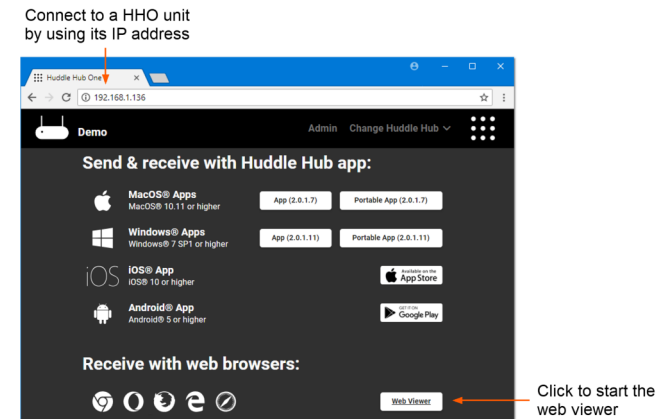 Connect to a HHO unit
by using its IP address
Huddle Hub One
192.168.1.136
Demo
Admin Change Huddle Hub
Send & receive with Huddle Hub app:
MacOS® Apps
MacOS® 10.11 or higher
App (2.0.1.7) Portable App (2.0.1.7)
Windows® Apps
Windows® 7 SP1 or higher
App (2.0.1.11) Portable App (2.0.1.11)
iOS
iOS® App
iOS® 10 or higher
Available on the
App Store
Android® App
Android® 5 or higher
GET IT ON
Google Play
Receive with web browsers:
Web Viewer
Click to start the
web viewer